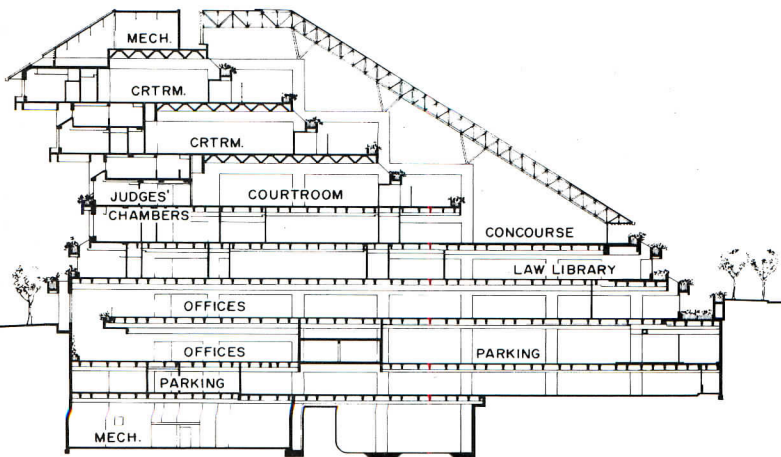 MECH.
CRTRM.
CRTRM.
JUDGES'
CHAMBERS
COURTROOM
CONCOURSE
LAW LIBRARY
OFFICES
OFFICES
PARKING
PARKING
MECH.